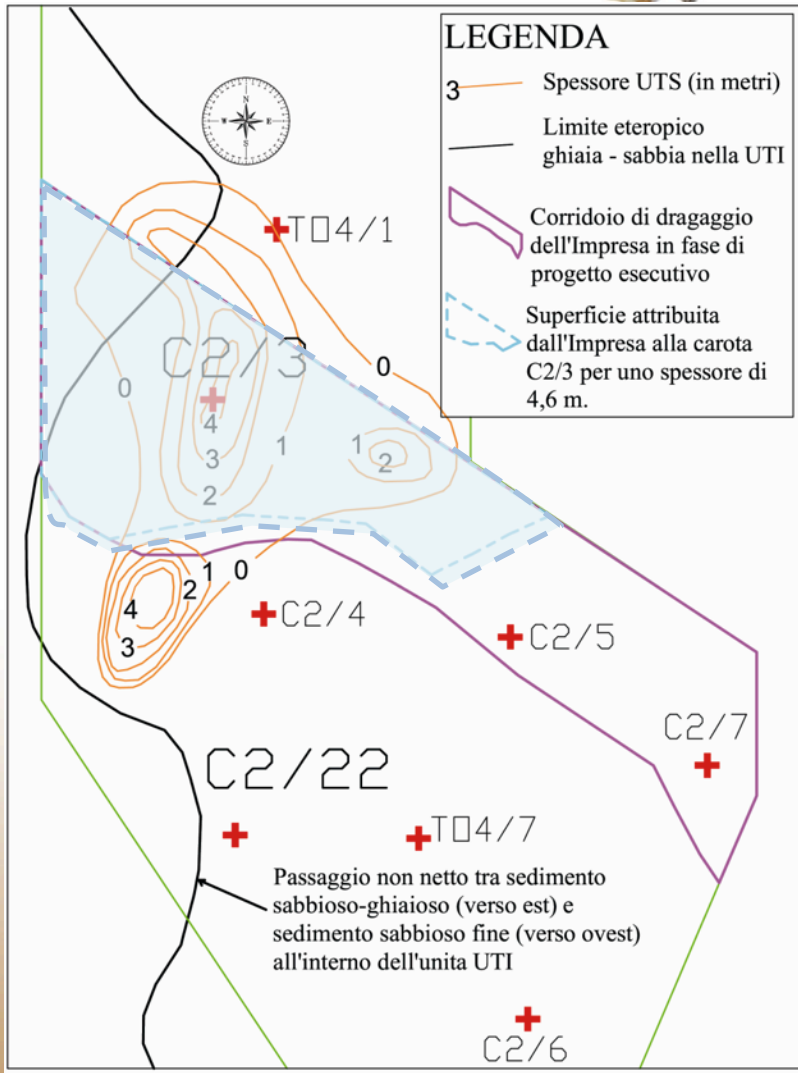 LEGENDA
3 Spessore UTS (in metri)
Limite eteropico
ghiaia - sabbia nella UTI
Corridoio di dragaggio
dell'Impresa in fase di
progetto esecutivo
Superficie attribuita
dall'Impresa alla carota
C2/3 per uno spessore di
4,6 m.
N
W E
S
T04/1
C2/3
0
0
4
3
2
1
1
2
1
0
2
4
3
C2/4
C2/5
C2/7
C2/22
T04/7
Passaggio non netto tra sedimento
sabbioso-ghiaioso (verso est) e
sedimento sabbioso fine (verso ovest)
all'interno dell'unita UTI
C2/6